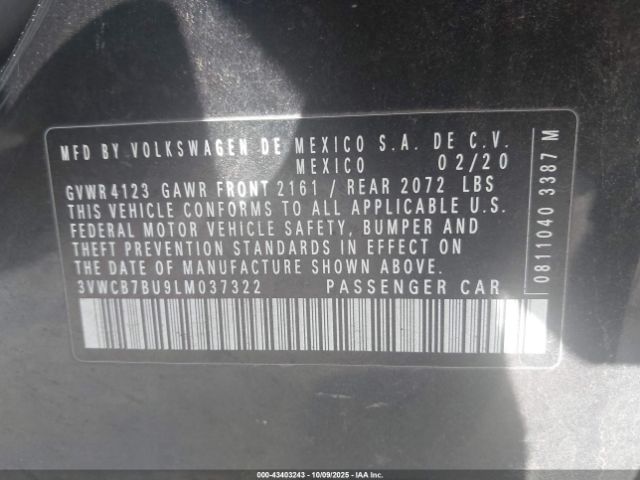 MFD BY VOLKSWAGEN DE MEXICO S.A. DE C.V.
MEXICO 02/20
GVWR 4123 GAWR FRONT 2161 / REAR 2072 LBS
THIS VEHICLE CONFORMS TO ALL APPLICABLE U.S.
FEDERAL MOTOR VEHICLE SAFETY, BUMPER AND
THEFT PREVENTION STANDARDS IN EFFECT ON
THE DATE OF MANUFACTURE SHOWN ABOVE.
3VWCB7BU9LM037322 PASSENGER CAR
0811040 3387 M
000-43403243 - 10/09/2025 - IAA Inc.